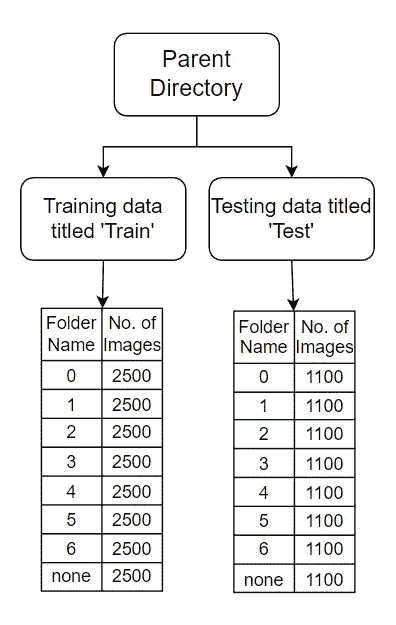 Parent
Directory
Training data
titled 'Train'
Testing data titled
'Test'
Folder Name No. of Images
0 2500
1 2500
2 2500
3 2500
4 2500
5 2500
6 2500
none 2500
Folder Name No. of Images
0 1100
1 1100
2 1100
3 1100
4 1100
5 1100
6 1100
none 1100